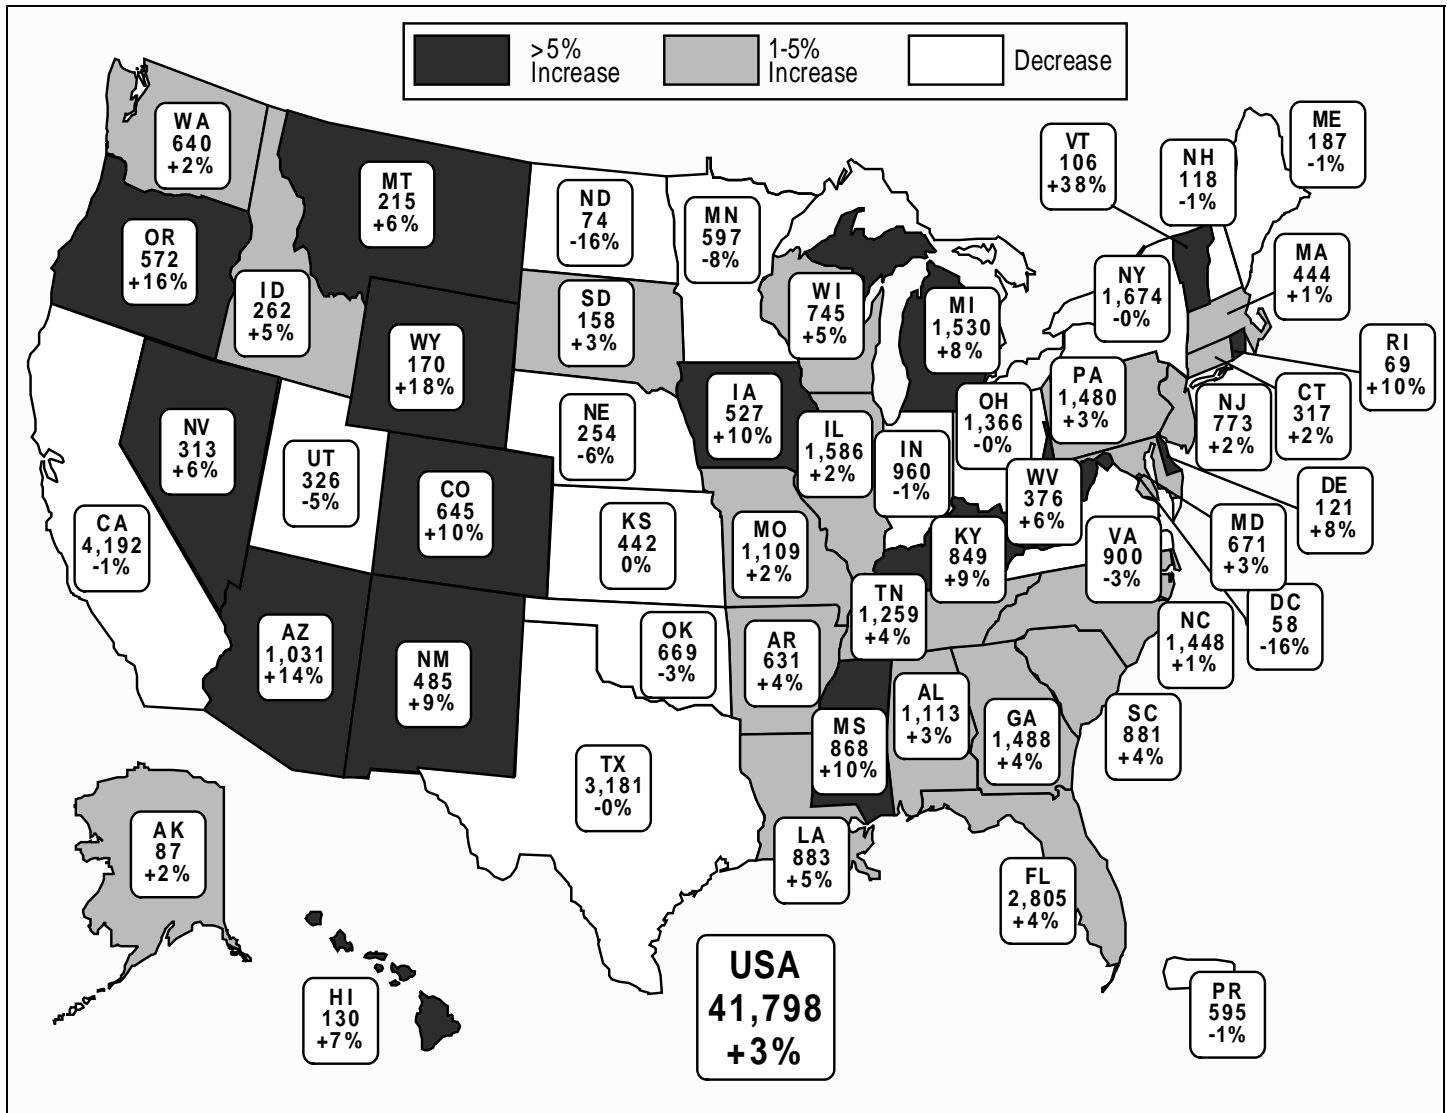 >5%
Increase
1-5%
Increase
Decrease
WA
640
+2%
MT
215
+6%
ND
74
-16%
MN
597
-8%
VT
106
+38%
NH
118
-1%
ME
187
-1%
OR
572
+16%
ID
262
+5%
SD
158
+3%
WI
745
+5%
MI
1,530
+8%
NY
1,674
-0%
MA
444
+1%
WY
170
+18%
RI
69
+10%
NV
313
+6%
UT
326
-5%
NE
254
-6%
IA
527
+10%
IL
1,586
+2%
IN
960
-1%
OH
1,366
-0%
PA
1,480
+3%
NJ
773
+2%
CT
317
+2%
CA
4,192
-1%
CO
645
+10%
KS
442
0%
MO
1,109
+2%
KY
849
+9%
WV
376
+6%
VA
900
-3%
MD
671
+3%
DE
121
+8%
AZ
1,031
+14%
NM
485
+9%
OK
669
-3%
AR
631
+4%
TN
1,259
+4%
NC
1,448
+1%
DC
58
-16%
TX
3,181
-0%
MS
868
+10%
AL
1,113
+3%
GA
1,488
+4%
SC
881
+4%
AK
87
+2%
LA
883
+5%
FL
2,805
+4%
HI
130
+7%
USA
41,798
+3%
PR
595
-1%